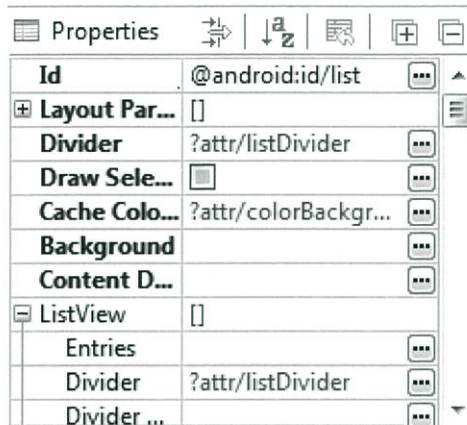 Properties
Id @android:id/list
Layout Par... []
Divider ?attr/listDivider
Draw Sele...
Cache Colo... ?attr/colorBackgr...
Background
Content D...
ListView []
Entries
Divider ?attr/listDivider
Divider ...